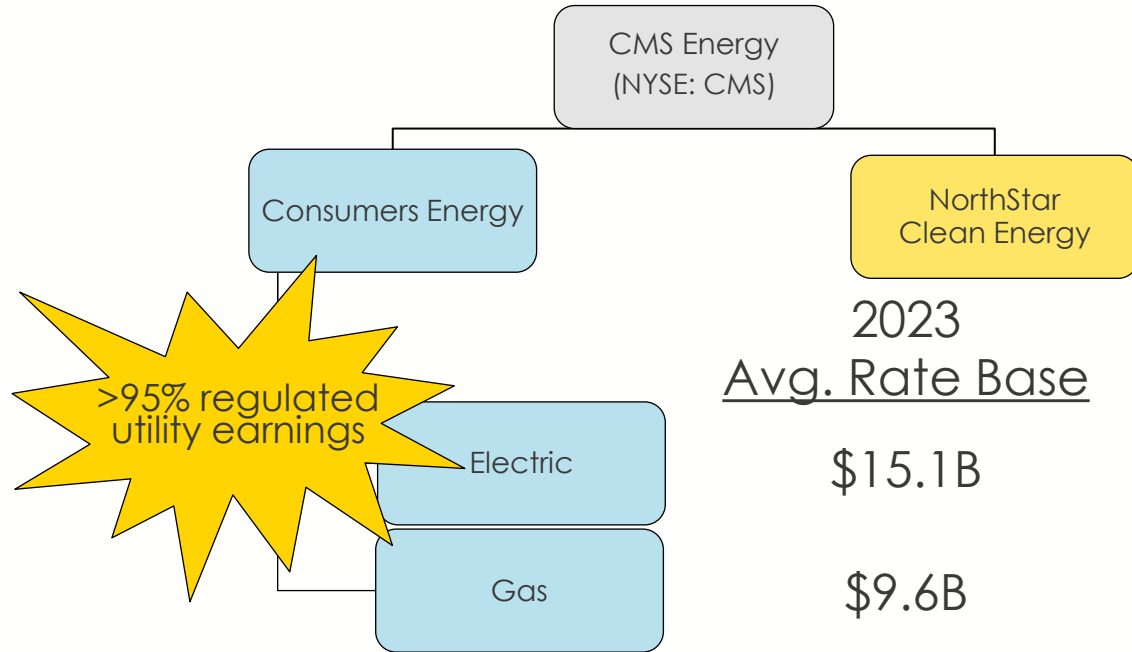 CMS Energy
(NYSE: CMS)
Consumers Energy
NorthStar
Clean Energy
2023
Avg. Rate Base
>95% regulated
utility earnings
Electric
$15.1B
Gas
$9.6B